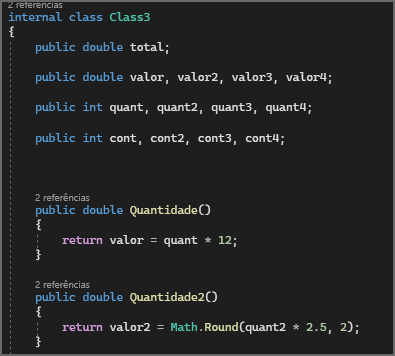 2 referências
internal class Class3
{
public double total;
public double valor, valor2, valor3, valor4;
public int quant, quant2, quant3, quant4;
public int cont, cont2, cont3, cont4;
2 referências
public double Quantidade()
{
return valor = quant * 12;
}
2 referências
public double Quantidade2()
{
return valor2 = Math.Round(quant2 * 2.5, 2);
}